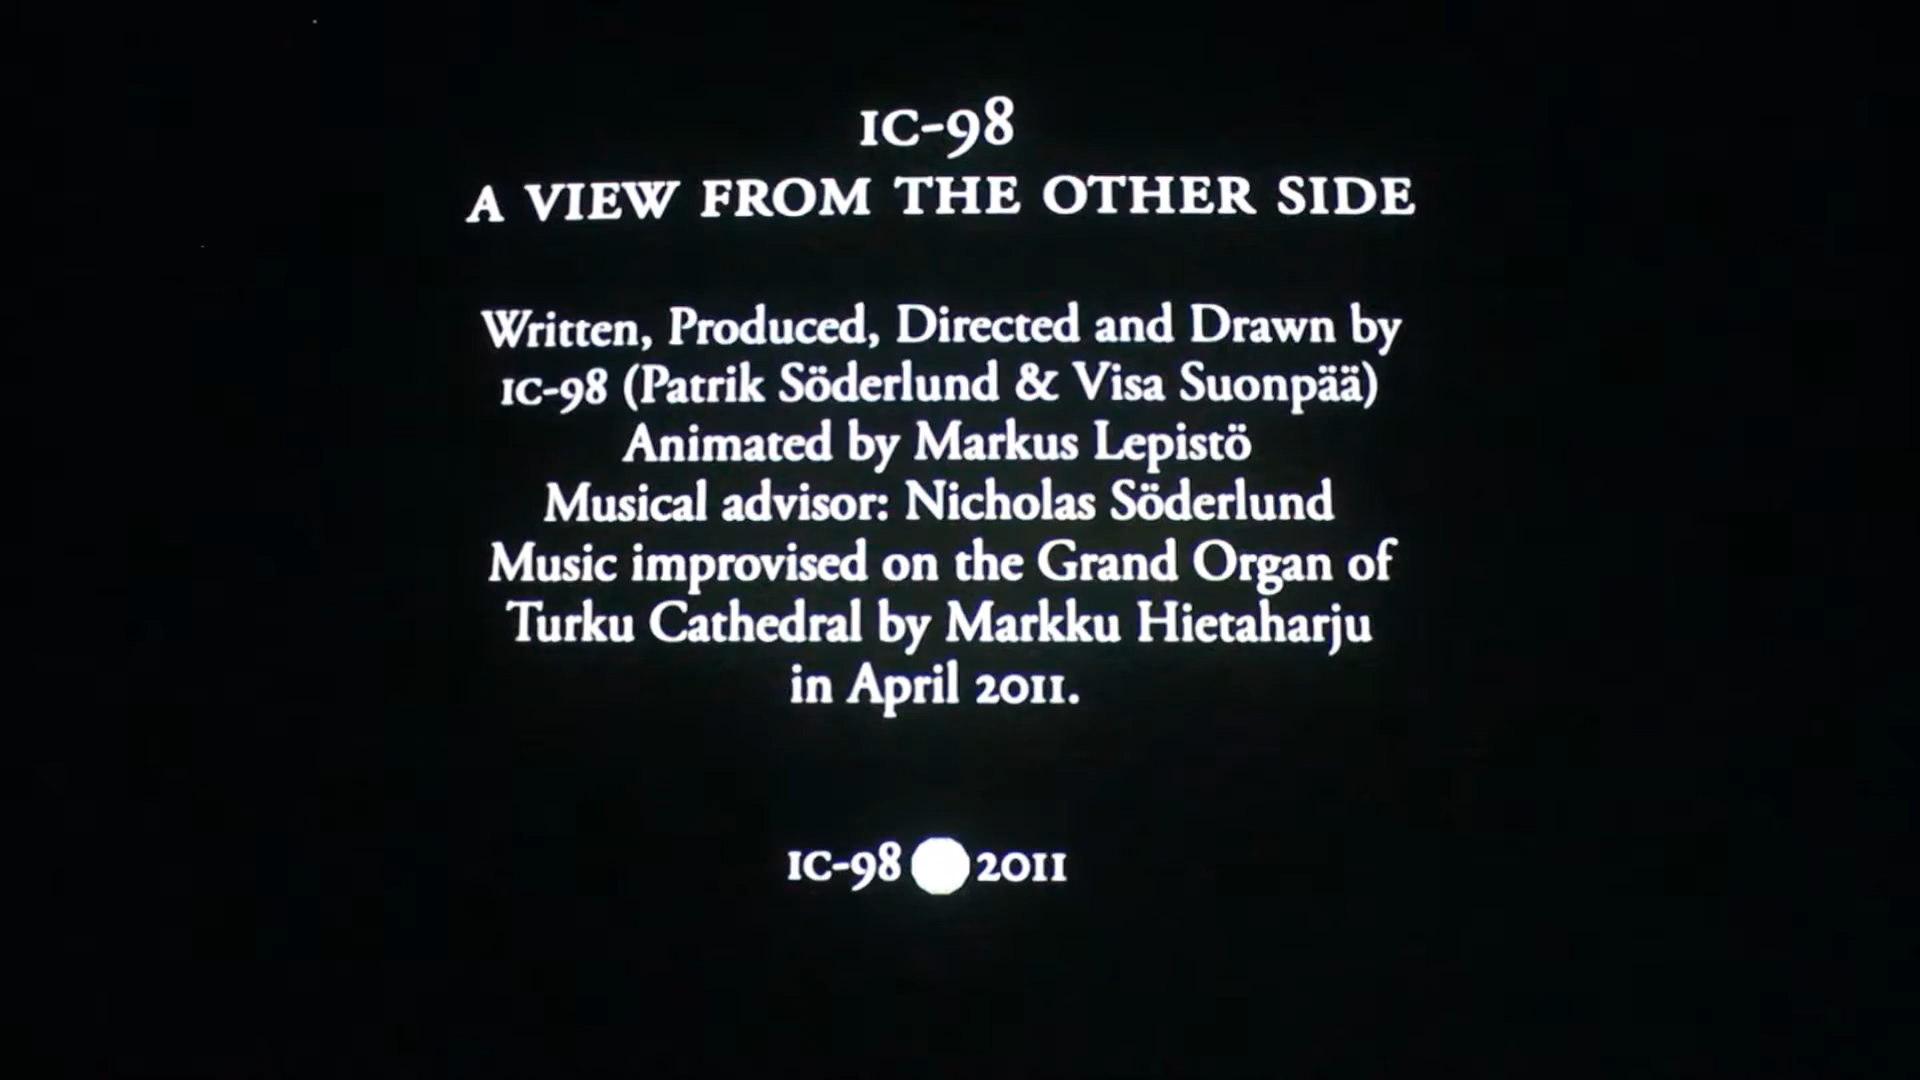 IC-98
A VIEW FROM THE OTHER SIDE
Written, Produced, Directed and Drawn by
IC-98 (Patrik Söderlund & Visa Suonpää)
Animated by Markus Lepistö
Musical advisor: Nicholas Söderlund
Music improvised on the Grand Organ of
Turku Cathedral by Markku Hietaharju
in April 2011.
IC-98 2011